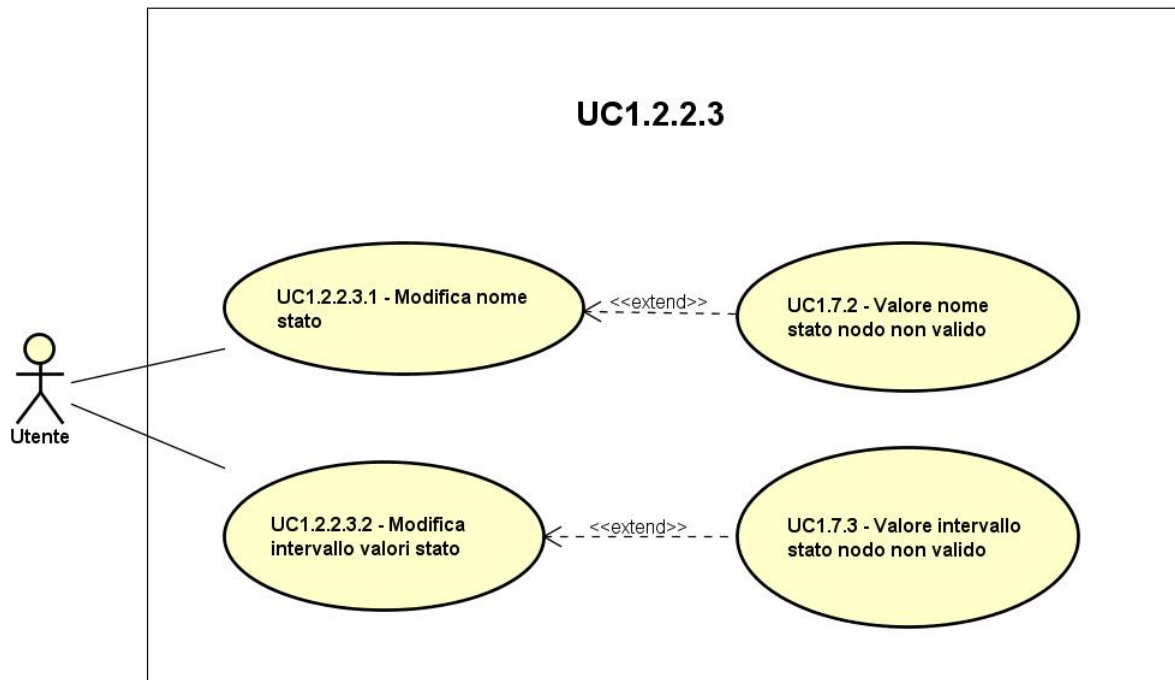 UC1.2.2.3
UC1.2.2.3.1 - Modifica nome
stato
<<extend>>
UC1.7.2 - Valore nome
stato nodo non valido
Utente
UC1.2.2.3.2 - Modifica
intervallo valori stato
<<extend>>
UC1.7.3 - Valore intervallo
stato nodo non valido